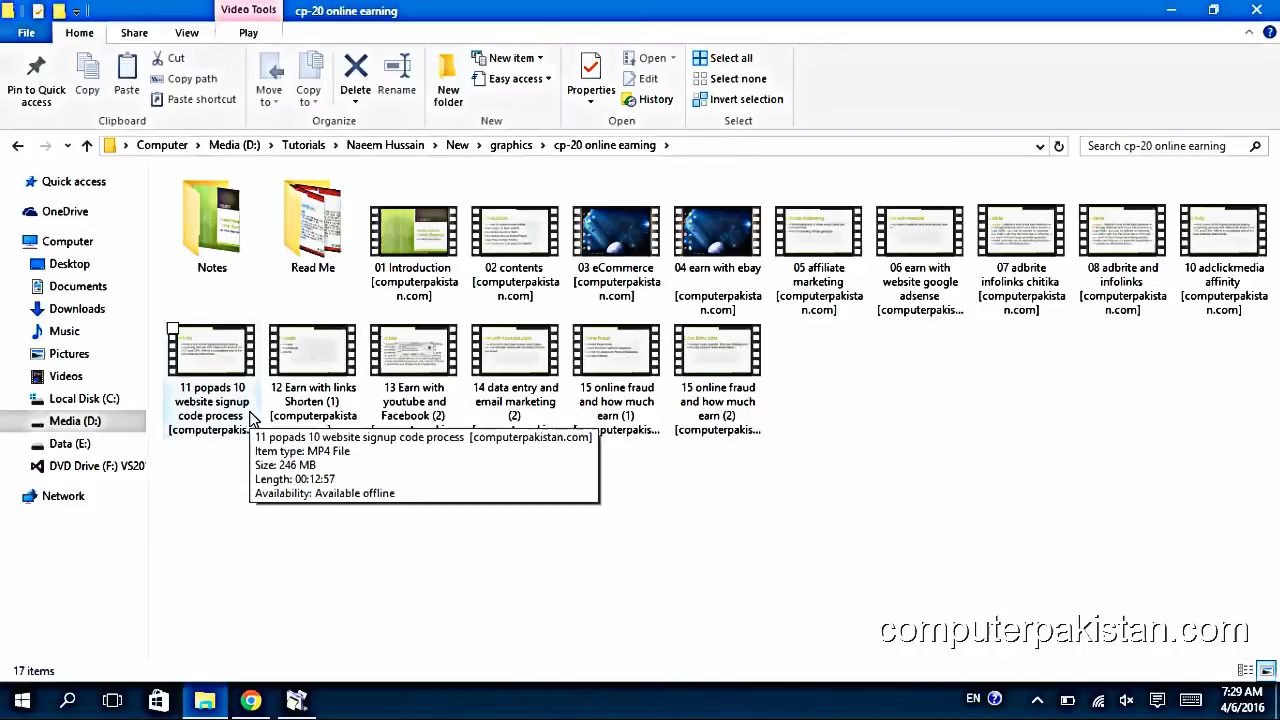 Video Tools
cp-20 online earning
File
Home
Share
View
Play
Pin to Quick
access
Copy
Paste
Cut
Copy path
Paste shortcut
Clipboard
Move
to
Copy
to
Delete
Rename
Organize
New
folder
New item
Easy access
New
Properties
Open
Edit
History
Open
Select all
Select none
Invert selection
Select
Computer
Media (D:)
Tutorials
Naeem Hussain
New
graphics
cp-20 online earning
Search cp-20 online earning
Quick access
OneDrive
Computer
Desktop
Documents
Downloads
Music
Pictures
Videos
Local Disk (C:)
Media (D:)
Data (E:)
DVD Drive (F:) VS20
Network
Notes
Read Me
01 Introduction
[computerpakista
n.com]
02 contents
[computerpakista
n.com]
03 eCommerce
[computerpakista
n.com]
04 earn with ebay
[computerpakista
n.com]
05 affiliate
marketing
[computerpakista
n.com]
06 earn with
website google
adsense
[computerpakis...
07 adbrite
infolinks chitika
[computerpakista
n.com]
08 adbrite and
infolinks
[computerpakista
n.com]
10 adclickmedia
affinity
[computerpakista
n.com]
11 popads 10
website signup
code process
[computerpakis...
12 Earn with links
Shorten (1)
[computerpakista
13 Earn with
youtube and
Facebook (2)
14 data entry and
email marketing
(2)
15 online fraud
and how much
earn (1)
[computerpakis...
15 online fraud
and how much
earn (2)
[computerpakis...
11 popads 10 website signup code process [computerpakistan.com]
Item type: MP4 File
Size: 246 MB
Length: 00:12:57
Availability: Available offline
computerpakistan.com
17 items
EN
7:29 AM
4/6/2016